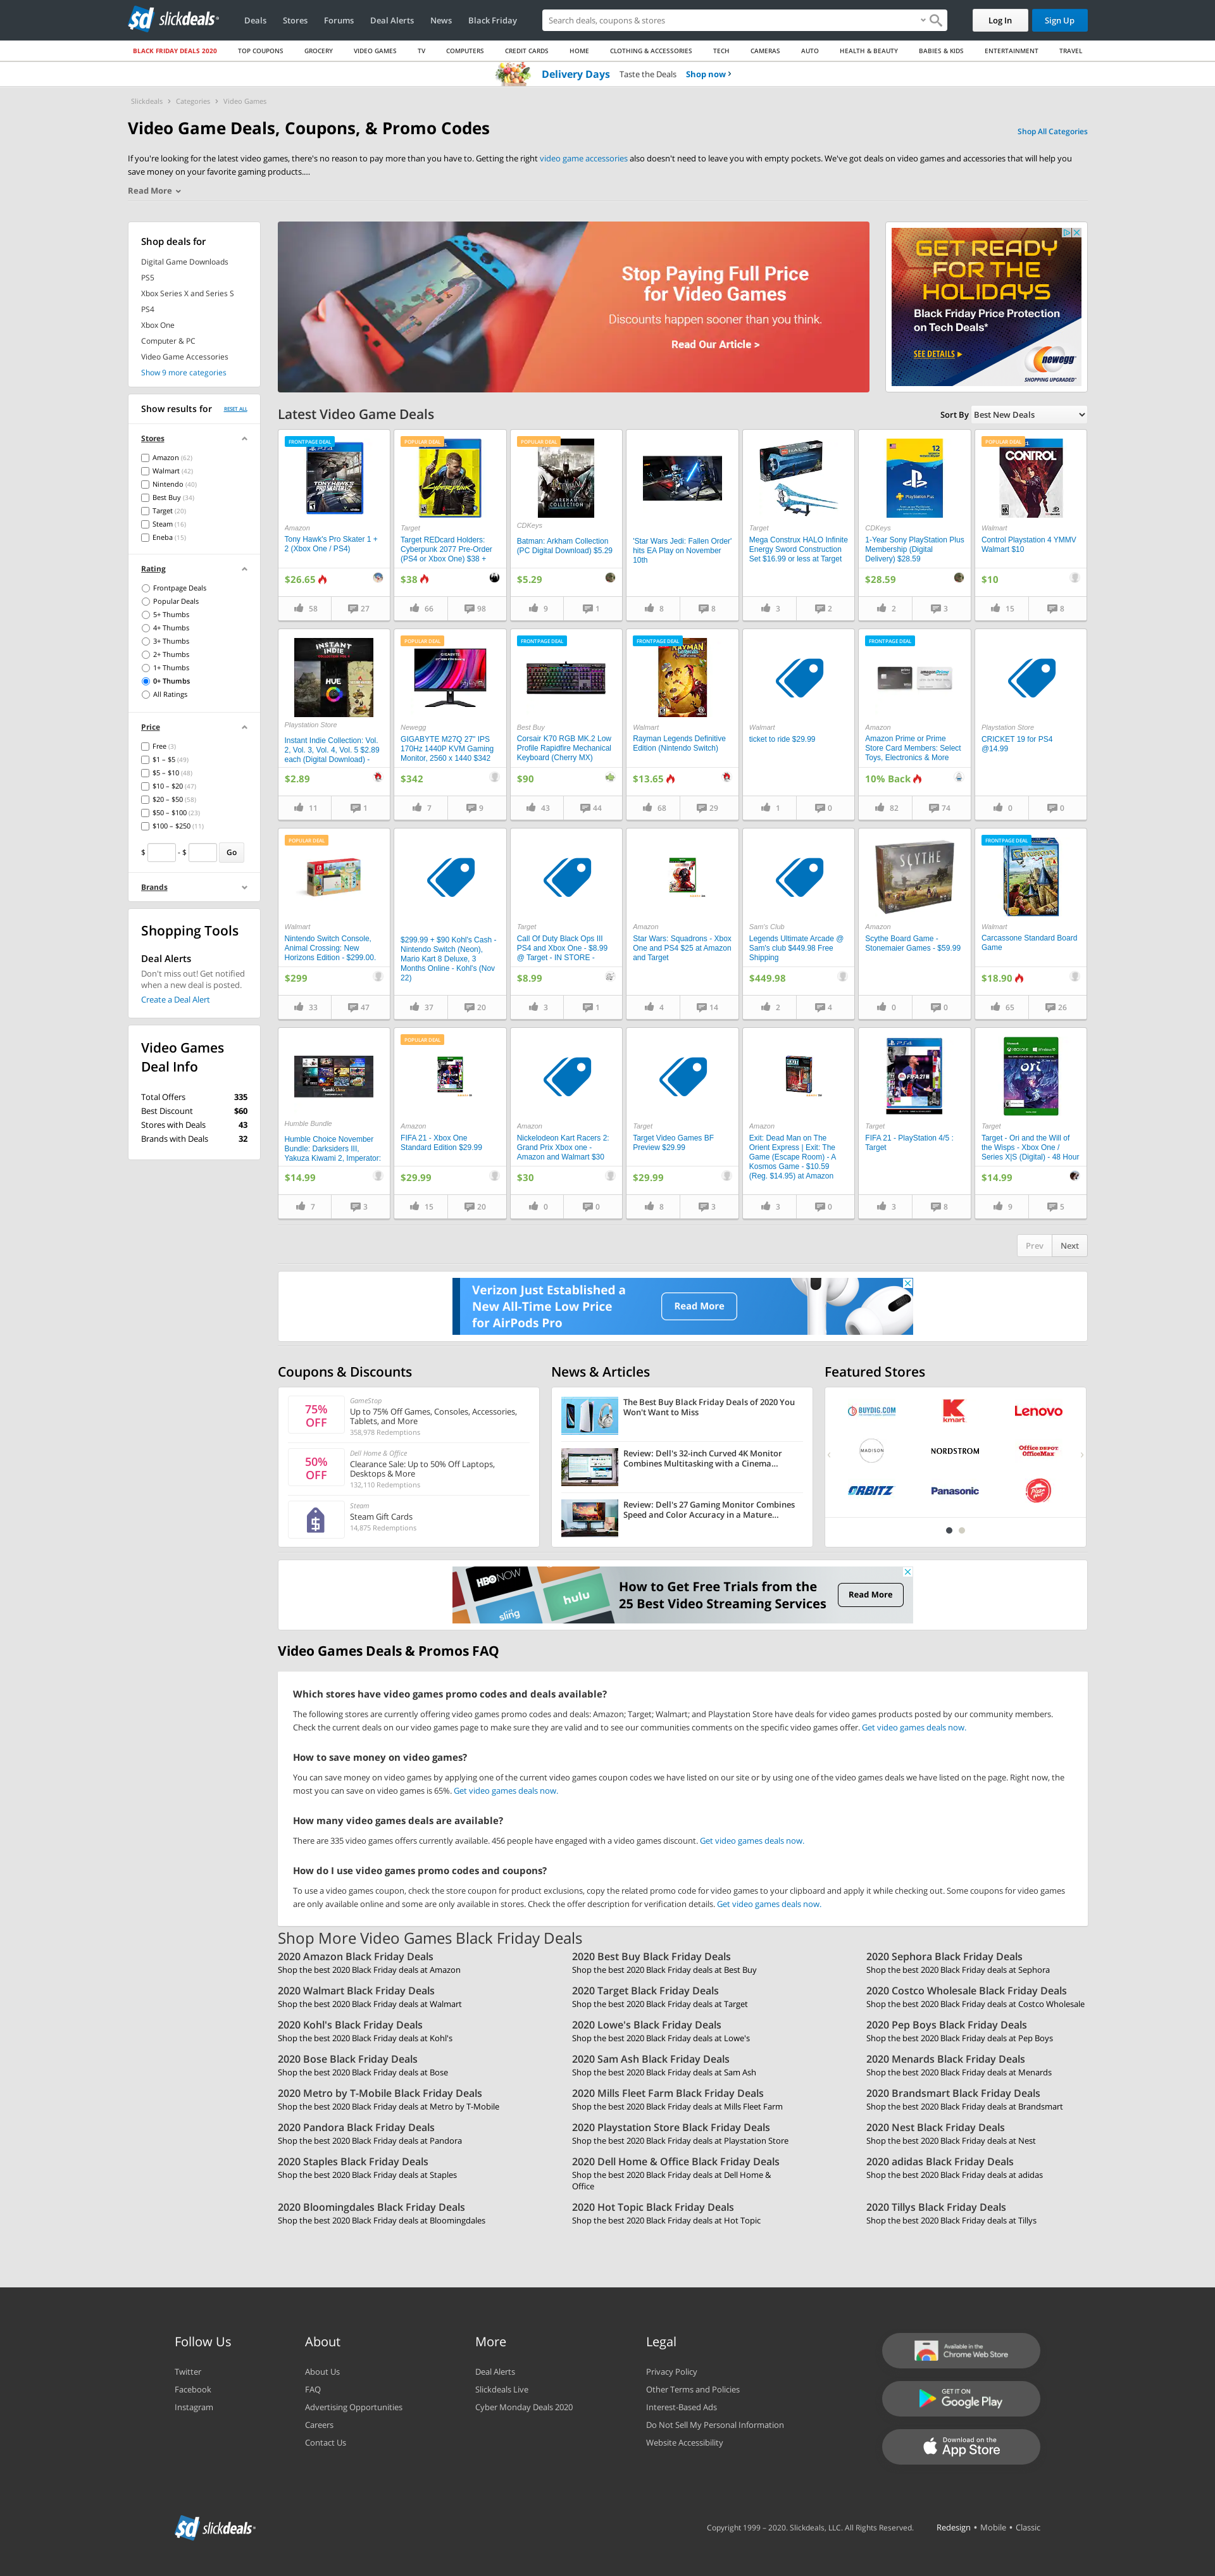 slickdeals
Deals Stores Forums Deal Alerts News Black Friday
Search deals, coupons & stores
Log In
Sign Up
BLACK FRIDAY DEALS 2020 TOP COUPONS GROCERY VIDEO GAMES TV COMPUTERS CREDIT CARDS HOME CLOTHING & ACCESSORIES TECH CAMERAS AUTO HEALTH & BEAUTY BABIES & KIDS ENTERTAINMENT TRAVEL
Delivery Days Taste the Deals Shop now
Slickdeals Categories Video Games
Video Game Deals, Coupons, & Promo Codes
Shop All Categories
If you're looking for the latest video games, there's no reason to pay more than you have to. Getting the right video game accessories also doesn't need to leave you with empty pockets. We've got deals on video games and accessories that will help you
save money on your favorite gaming products....
Read More
Shop deals for
Digital Game Downloads
PS5
Xbox Series X and Series S
PS4
Xbox One
Computer & PC
Video Game Accessories
Show 9 more categories
Show results for RESET ALL
Stores
Amazon (62)
Walmart (42)
Nintendo (40)
Best Buy (34)
Target (20)
Steam (16)
Eneba (15)
Rating
Frontpage Deals
Popular Deals
5+ Thumbs
4+ Thumbs
3+ Thumbs
2+ Thumbs
1+ Thumbs
0+ Thumbs
All Ratings
Price
Free (3)
$1 – $5 (49)
$5 – $10 (48)
$10 – $20 (47)
$20 – $50 (58)
$50 – $100 (23)
$100 – $250 (11)
$ - $ Go
Brands
Shopping Tools
Deal Alerts
Don't miss out! Get notified
when a new deal is posted.
Create a Deal Alert
Video Games
Deal Info
Total Offers 335
Best Discount $60
Stores with Deals 43
Brands with Deals 32
Stop Paying Full Price
for Video Games
Discounts happen sooner than you think.
Read Our Article >
GET READY
FOR THE
HOLIDAYS
Black Friday Price Protection
on Tech Deals*
SEE DETAILS
newegg
SHOPPING UPGRADED
Latest Video Game Deals
Sort By Best New Deals
FRONTPAGE DEAL
Amazon
Tony Hawk's Pro Skater 1 +
2 (Xbox One / PS4)
$26.65
58 27
POPULAR DEAL
Target
Target REDcard Holders:
Cyberpunk 2077 Pre-Order
(PS4 or Xbox One) $38 +
$38
66 98
POPULAR DEAL
CDKeys
Batman: Arkham Collection
(PC Digital Download) $5.29
$5.29
9 1
'Star Wars Jedi: Fallen Order'
hits EA Play on November
10th
8 8
Target
Mega Construx HALO Infinite
Energy Sword Construction
Set $16.99 or less at Target
3 2
12
PlayStation Plus
CDKeys
1-Year Sony PlayStation Plus
Membership (Digital
Delivery) $28.59
$28.59
2 3
POPULAR DEAL
CONTROL
Walmart
Control Playstation 4 YMMV
Walmart $10
$10
15 8
INSTANT
INDIE
HUE
Playstation Store
Instant Indie Collection: Vol.
2, Vol. 3, Vol. 4, Vol. 5 $2.89
each (Digital Download) -
$2.89
11 1
POPULAR DEAL
Newegg
GIGABYTE M27Q 27" IPS
170Hz 1440P KVM Gaming
Monitor, 2560 x 1440 $342
$342
7 9
FRONTPAGE DEAL
Best Buy
Corsair K70 RGB MK.2 Low
Profile Rapidfire Mechanical
Keyboard (Cherry MX)
$90
43 44
FRONTPAGE DEAL
RAYMAN
Walmart
Rayman Legends Definitive
Edition (Nintendo Switch)
$13.65
68 29
Walmart
ticket to ride $29.99
1 0
FRONTPAGE DEAL
Amazon
Amazon Prime or Prime
Store Card Members: Select
Toys, Electronics & More
10% Back
82 74
Playstation Store
CRICKET 19 for PS4
@14.99
0 0
POPULAR DEAL
Walmart
Nintendo Switch Console,
Animal Crossing: New
Horizons Edition - $299.00.
$299
33 47
$299.99 + $90 Kohl's Cash -
Nintendo Switch (Neon),
Mario Kart 8 Deluxe, 3
Months Online - Kohl's (Nov
22)
37 20
Target
Call Of Duty Black Ops III
PS4 and Xbox One - $8.99
@ Target - IN STORE -
$8.99
3 1
Amazon
Star Wars: Squadrons - Xbox
One and PS4 $25 at Amazon
and Target
4 14
Sam's Club
Legends Ultimate Arcade @
Sam's club $449.98 Free
Shipping
$449.98
2 4
SCYTHE
Amazon
Scythe Board Game -
Stonemaier Games - $59.99
0 0
FRONTPAGE DEAL
Walmart
Carcassone Standard Board
Game
$18.90
65 26
Humble Bundle
Humble Choice November
Bundle: Darksiders III,
Yakuza Kiwami 2, Imperator:
$14.99
7 3
POPULAR DEAL
Amazon
FIFA 21 - Xbox One
Standard Edition $29.99
$29.99
15 20
Amazon
Nickelodeon Kart Racers 2:
Grand Prix Xbox one -
Amazon and Walmart $30
$30
0 0
Target
Target Video Games BF
Preview $29.99
$29.99
8 3
EXIT
Amazon
Exit: Dead Man on The
Orient Express | Exit: The
Game (Escape Room) - A
Kosmos Game - $10.59
(Reg. $14.95) at Amazon
3 0
FIFA 21
Target
FIFA 21 - PlayStation 4/5 :
Target
3 8
ori
Target
Target - Ori and the Will of
the Wisps - Xbox One /
Series X|S (Digital) - 48 Hour
$14.99
9 5
Prev Next
Verizon Just Established a
New All-Time Low Price
for AirPods Pro
Read More
Coupons & Discounts
75%
OFF
GameStop
Up to 75% Off Games, Consoles, Accessories,
Tablets, and More
358,978 Redemptions
50%
OFF
Dell Home & Office
Clearance Sale: Up to 50% Off Laptops,
Desktops & More
132,110 Redemptions
Steam
Steam Gift Cards
14,875 Redemptions
News & Articles
The Best Buy Black Friday Deals of 2020 You
Won't Want to Miss
Review: Dell's 32-inch Curved 4K Monitor
Combines Multitasking with a Cinema...
Review: Dell's 27 Gaming Monitor Combines
Speed and Color Accuracy in a Mature...
Featured Stores
BUYDIG.COM
kmart
Lenovo
MADISON
NORDSTROM
Office DEPOT
OfficeMax
ORBITZ
Panasonic
Pizza Hut
HBO NOW
sling
hulu
How to Get Free Trials from the
25 Best Video Streaming Services
Read More
Video Games Deals & Promos FAQ
Which stores have video games promo codes and deals available?
The following stores are currently offering video games promo codes and deals: Amazon; Target; Walmart; and Playstation Store have deals for video games products posted by our community members.
Check the current deals on our video games page to make sure they are valid and to see our communities comments on the specific video games offer. Get video games deals now.
How to save money on video games?
You can save money on video games by applying one of the current video games coupon codes we have listed on our site or by using one of the video games deals we have listed on the page. Right now, the
most you can save on video games is 65%. Get video games deals now.
How many video games deals are available?
There are 335 video games offers currently available. 456 people have engaged with a video games discount. Get video games deals now.
How do I use video games promo codes and coupons?
To use a video games coupon, check the store coupon for product exclusions, copy the related promo code for video games to your clipboard and apply it while checking out. Some coupons for video games
are only available online and some are only available in stores. Check the offer description for verification details. Get video games deals now.
Shop More Video Games Black Friday Deals
2020 Amazon Black Friday Deals
Shop the best 2020 Black Friday deals at Amazon
2020 Best Buy Black Friday Deals
Shop the best 2020 Black Friday deals at Best Buy
2020 Sephora Black Friday Deals
Shop the best 2020 Black Friday deals at Sephora
2020 Walmart Black Friday Deals
Shop the best 2020 Black Friday deals at Walmart
2020 Target Black Friday Deals
Shop the best 2020 Black Friday deals at Target
2020 Costco Wholesale Black Friday Deals
Shop the best 2020 Black Friday deals at Costco Wholesale
2020 Kohl's Black Friday Deals
Shop the best 2020 Black Friday deals at Kohl's
2020 Lowe's Black Friday Deals
Shop the best 2020 Black Friday deals at Lowe's
2020 Pep Boys Black Friday Deals
Shop the best 2020 Black Friday deals at Pep Boys
2020 Bose Black Friday Deals
Shop the best 2020 Black Friday deals at Bose
2020 Sam Ash Black Friday Deals
Shop the best 2020 Black Friday deals at Sam Ash
2020 Menards Black Friday Deals
Shop the best 2020 Black Friday deals at Menards
2020 Metro by T-Mobile Black Friday Deals
Shop the best 2020 Black Friday deals at Metro by T-Mobile
2020 Mills Fleet Farm Black Friday Deals
Shop the best 2020 Black Friday deals at Mills Fleet Farm
2020 Brandsmart Black Friday Deals
Shop the best 2020 Black Friday deals at Brandsmart
2020 Pandora Black Friday Deals
Shop the best 2020 Black Friday deals at Pandora
2020 Playstation Store Black Friday Deals
Shop the best 2020 Black Friday deals at Playstation Store
2020 Nest Black Friday Deals
Shop the best 2020 Black Friday deals at Nest
2020 Staples Black Friday Deals
Shop the best 2020 Black Friday deals at Staples
2020 Dell Home & Office Black Friday Deals
Shop the best 2020 Black Friday deals at Dell Home &
Office
2020 adidas Black Friday Deals
Shop the best 2020 Black Friday deals at adidas
2020 Bloomingdales Black Friday Deals
Shop the best 2020 Black Friday deals at Bloomingdales
2020 Hot Topic Black Friday Deals
Shop the best 2020 Black Friday deals at Hot Topic
2020 Tillys Black Friday Deals
Shop the best 2020 Black Friday deals at Tillys
Follow Us
Twitter
Facebook
Instagram
About
About Us
FAQ
Advertising Opportunities
Careers
Contact Us
More
Deal Alerts
Slickdeals Live
Cyber Monday Deals 2020
Legal
Privacy Policy
Other Terms and Policies
Interest-Based Ads
Do Not Sell My Personal Information
Website Accessibility
Available in the
Chrome Web Store
GET IT ON
Google Play
Download on the
App Store
slickdeals
Copyright 1999 – 2020. Slickdeals, LLC. All Rights Reserved. Redesign • Mobile • Classic